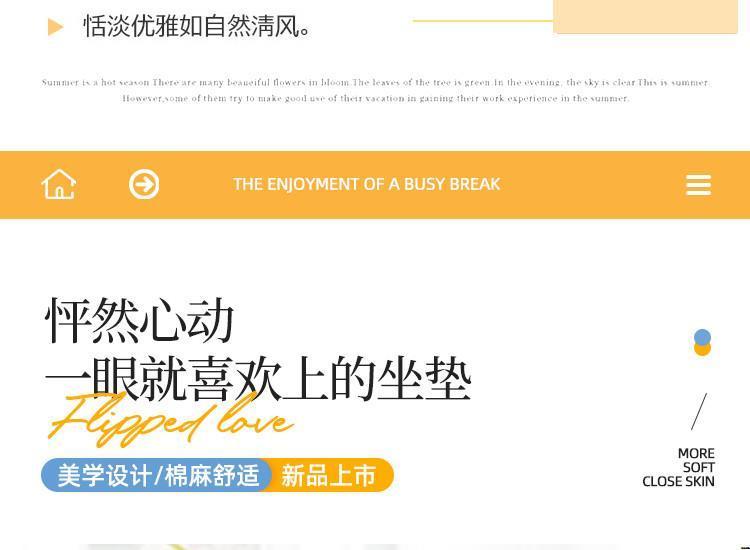 恬淡优雅如自然清风。
Summer is a hot season There are many beaueiful flowers in bloom.The leaves of the tree is green.In the evening, the sky is clear.This is summer.
However,some of them try to make good use of their vacation in gaining their work experience in the summer.
THE ENJOYMENT OF A BUSY BREAK
怦然心动
一眼就喜欢上的坐垫
Flipped love
美学设计/棉麻舒适 新品上市
MORE
SOFT
CLOSE SKIN